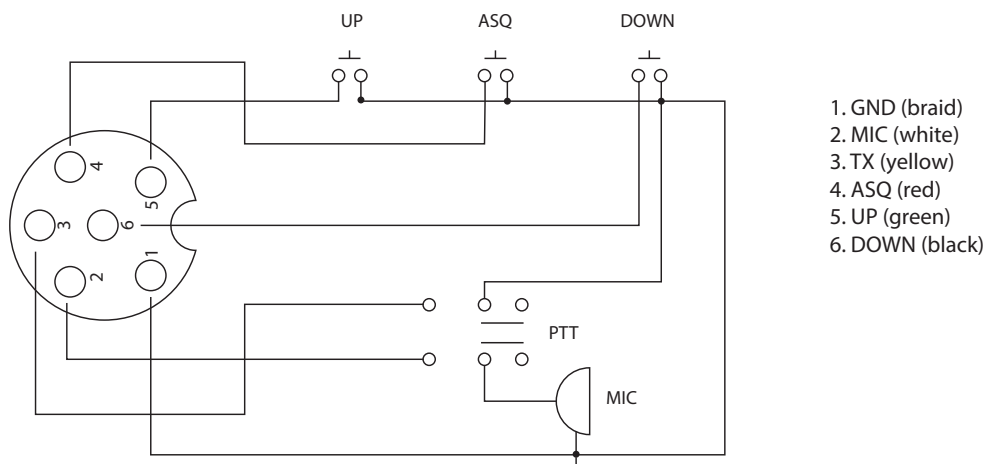 UP
ASQ
DOWN
4
5
3
6
2
1
PTT
MIC
1. GND (braid)
2. MIC (white)
3. TX (yellow)
4. ASQ (red)
5. UP (green)
6. DOWN (black)